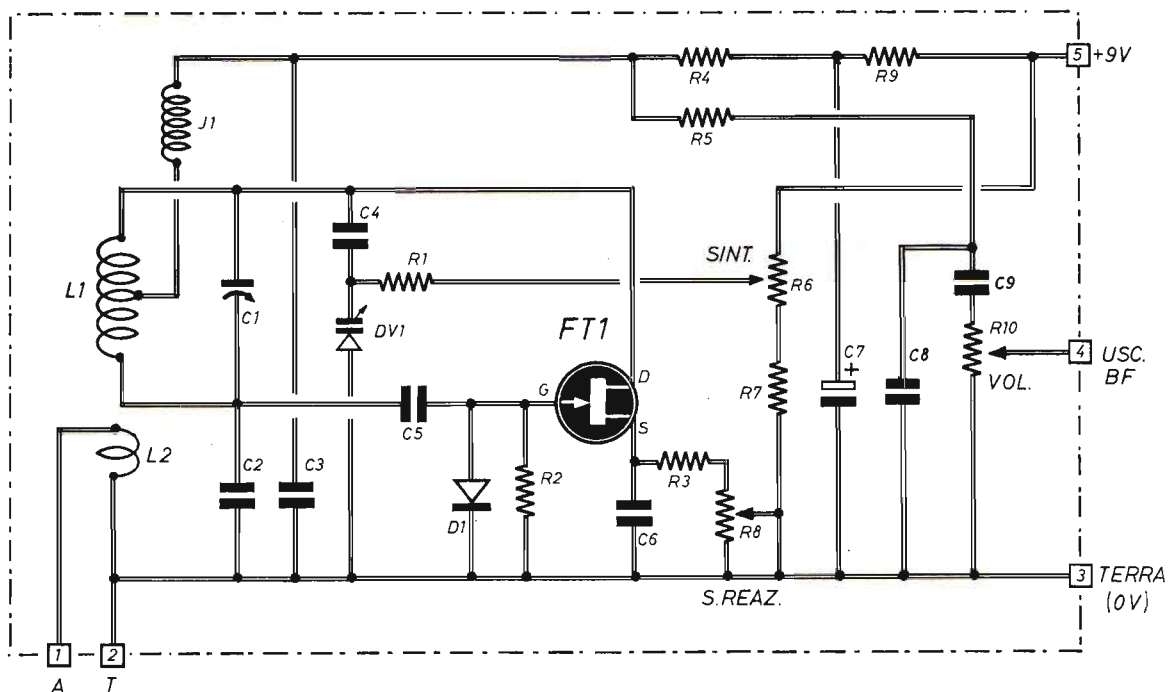 5 +9V
R4
R9
J1
R5
C4
SINT.
R1
R6
C9
L1
C1
DV1
FT1
R10
4 USC.
BF
C7
+
C8
VOL.
G
D
S
R7
C5
L2
C2
C3
R2
R3
D1
C6
R8
3 TERRA
(0V)
S.REAZ.
1
2
A
T